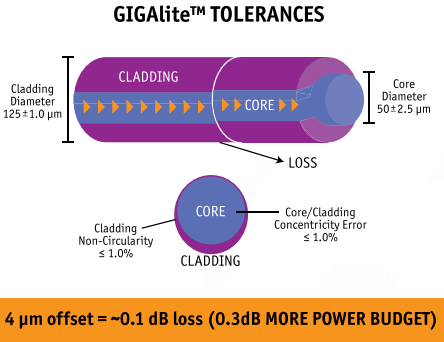 GIGAlite™ TOLERANCES
CLADDING
Cladding
Diameter
125±1.0 µm
CORE
Core
Diameter
50±2.5 µm
LOSS
CORE
Cladding
Non-Circularity
≤ 1.0%
Core/Cladding
Concentricity Error
≤ 1.0%
CLADDING
4 µm offset = ~0.1 dB loss (0.3dB MORE POWER BUDGET)